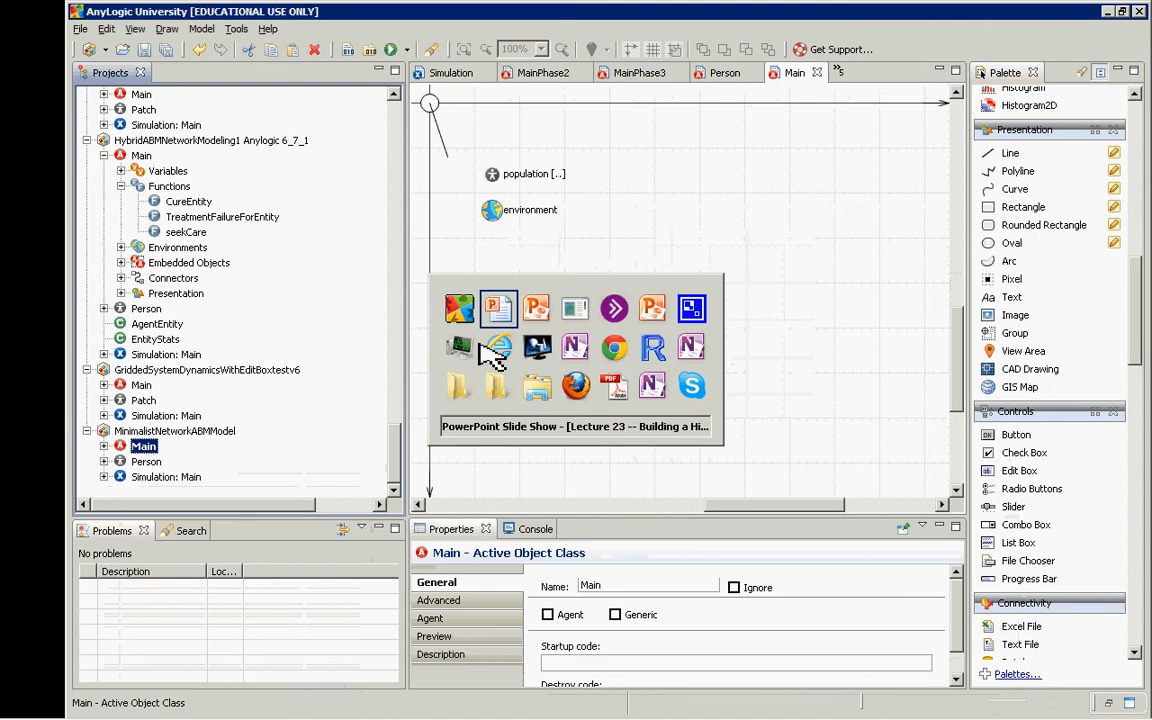 AnyLogic University [EDUCATIONAL USE ONLY]
File Edit View Draw Model Tools Help
100% Get Support...
Projects
Simulation MainPhase2 MainPhase3 Person Main »5
Palette
Main
Patch
Simulation: Main
HybridABMNetworkModeling1 Anylogic 6_7_1
Main
Variables
Functions
CureEntity
TreatmentFailureForEntity
seekCare
Environments
Embedded Objects
Connectors
Presentation
Person
AgentEntity
EntityStats
Simulation: Main
GriddedSystemDynamicsWithEditBoxtestv6
Main
Patch
Simulation: Main
MinimalistNetworkABMModel
Main
Person
Simulation: Main
population [..]
environment
PowerPoint Slide Show - [Lecture 23 -- Building a Hi...
Histogram
Histogram2D
Presentation
Line
Polyline
Curve
Rectangle
Rounded Rectangle
Oval
Arc
Pixel
Text
Image
Group
View Area
CAD Drawing
GIS Map
Controls
Button
Check Box
Edit Box
Radio Buttons
Slider
Combo Box
List Box
File Chooser
Progress Bar
Connectivity
Excel File
Text File
Palettes...
Problems Search
No problems
Description Loc...
Properties Console
Main - Active Object Class
General
Advanced
Agent
Preview
Description
Name: Main Ignore
Agent Generic
Startup code:
Destroy code:
Main - Active Object Class